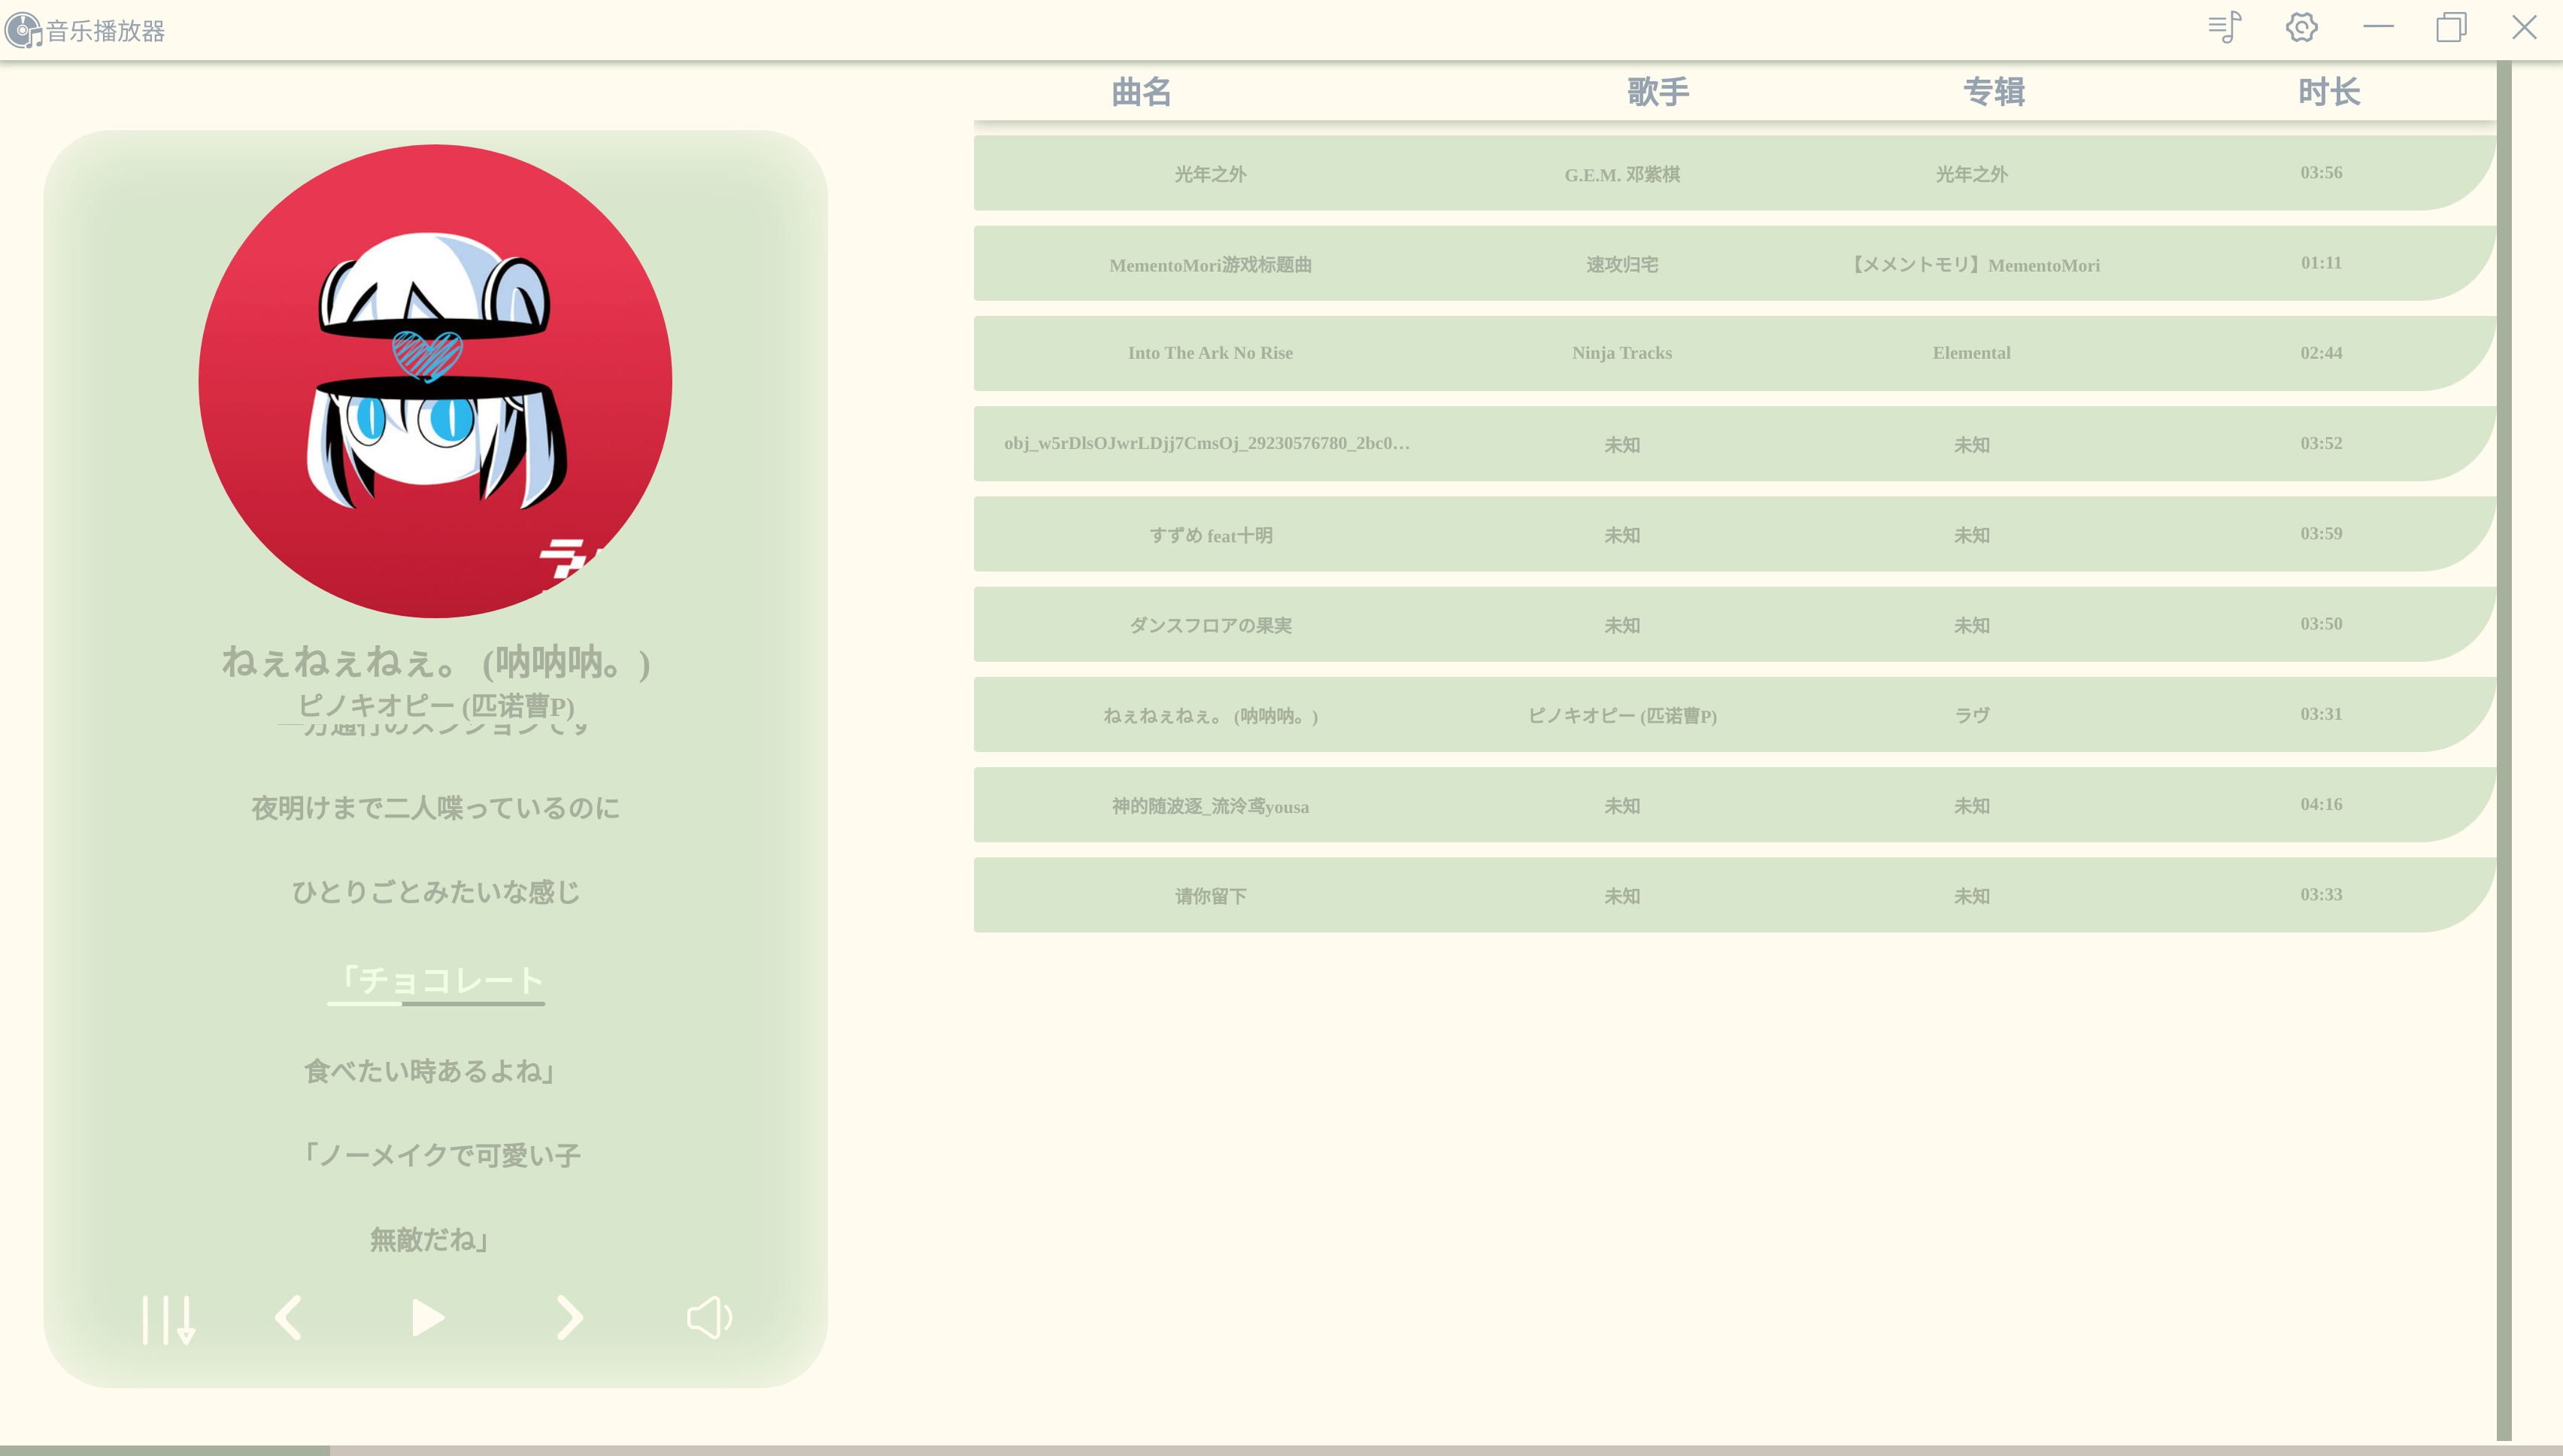 音乐播放器
曲名 歌手 专辑 时长
光年之外 G.E.M. 邓紫棋 光年之外 03:56
MementoMori游戏标题曲 速攻归宅 【メメントモリ】MementoMori 01:11
Into The Ark No Rise Ninja Tracks Elemental 02:44
obj_w5rDlsOJwrLDjj7CmsOj_29230576780_2bc0… 未知 未知 03:52
すずめ feat十明 未知 未知 03:59
ダンスフロアの果実 未知 未知 03:50
ねぇねぇねぇ。 (呐呐呐。) ピノキオピー (匹诺曹P) ラヴ 03:31
神的随波逐_流泠鸢yousa 未知 未知 04:16
请你留下 未知 未知 03:33
ねぇねぇねぇ。 (呐呐呐。)
ピノキオピー (匹诺曹P)
夜明けまで二人喋っているのに
ひとりごとみたいな感じ
「チョコレート
食べたい時あるよね」
「ノーメイクで可愛い子
無敵だね」